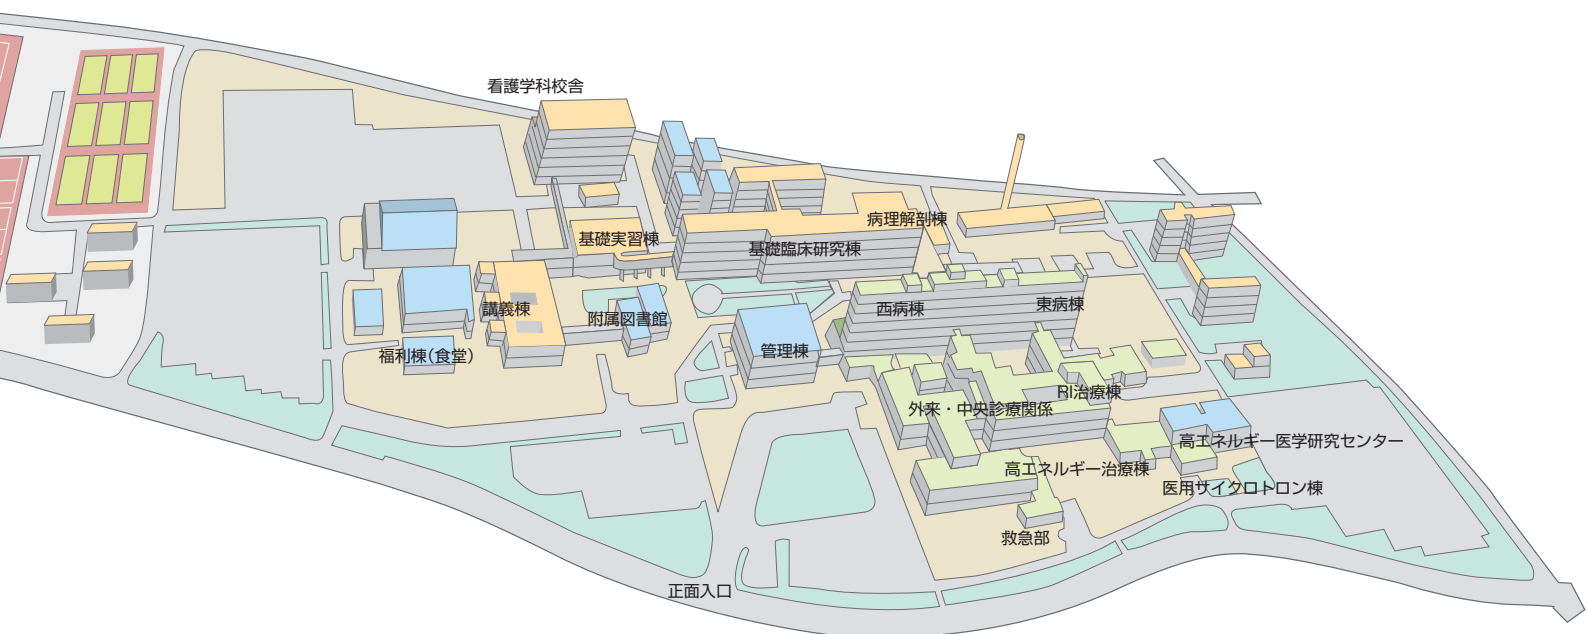 看護学科校舎
病理解剖棟
基礎実習棟
基礎臨床研究棟
東病棟
西病棟
講義棟
附属図書館
管理棟
福利棟(食堂)
RI治療棟
外来・中央診療関係
高エネルギー医学研究センター
高エネルギー治療棟
医用サイクロトロン棟
救急部
正面入口